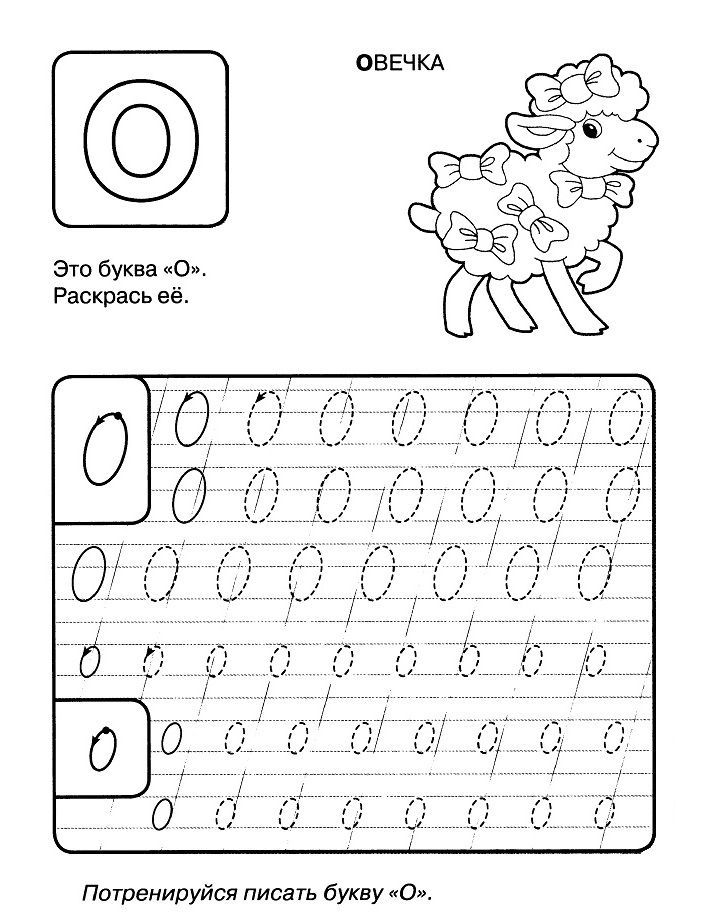 О
ОВЕЧКА
Это буква «О».
Раскрась её.
О О О О О О О О
О О О О О О О
О О О О О О О О
о о о о о о о о о
о о о о о о о о о
о о о о о о о о
Потренируйся писать букву «О».